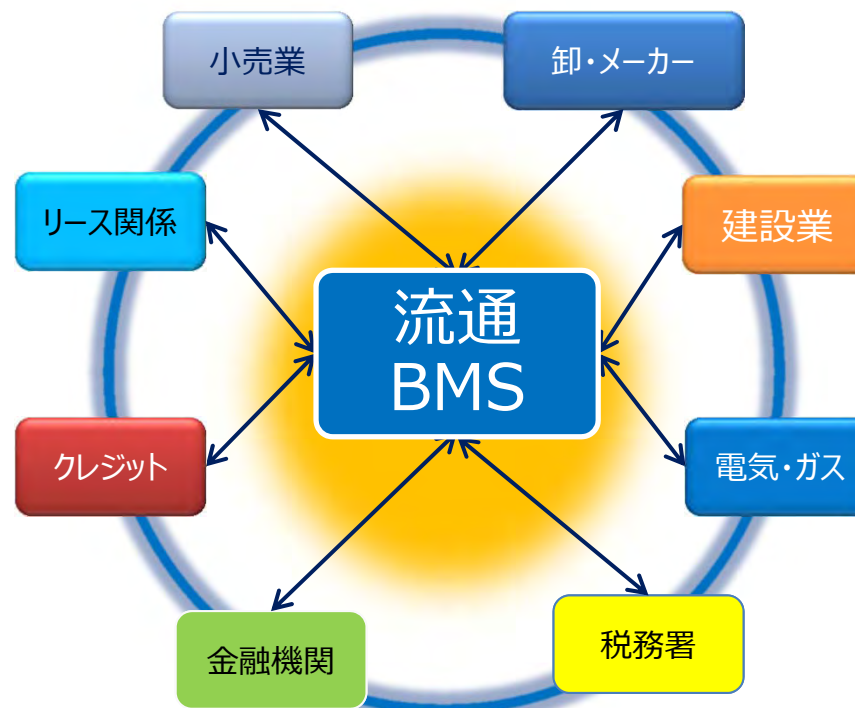 小売業
卸・メーカー
リース関係
建設業
流通
BMS
クレジット
電気・ガス
金融機関
税務署